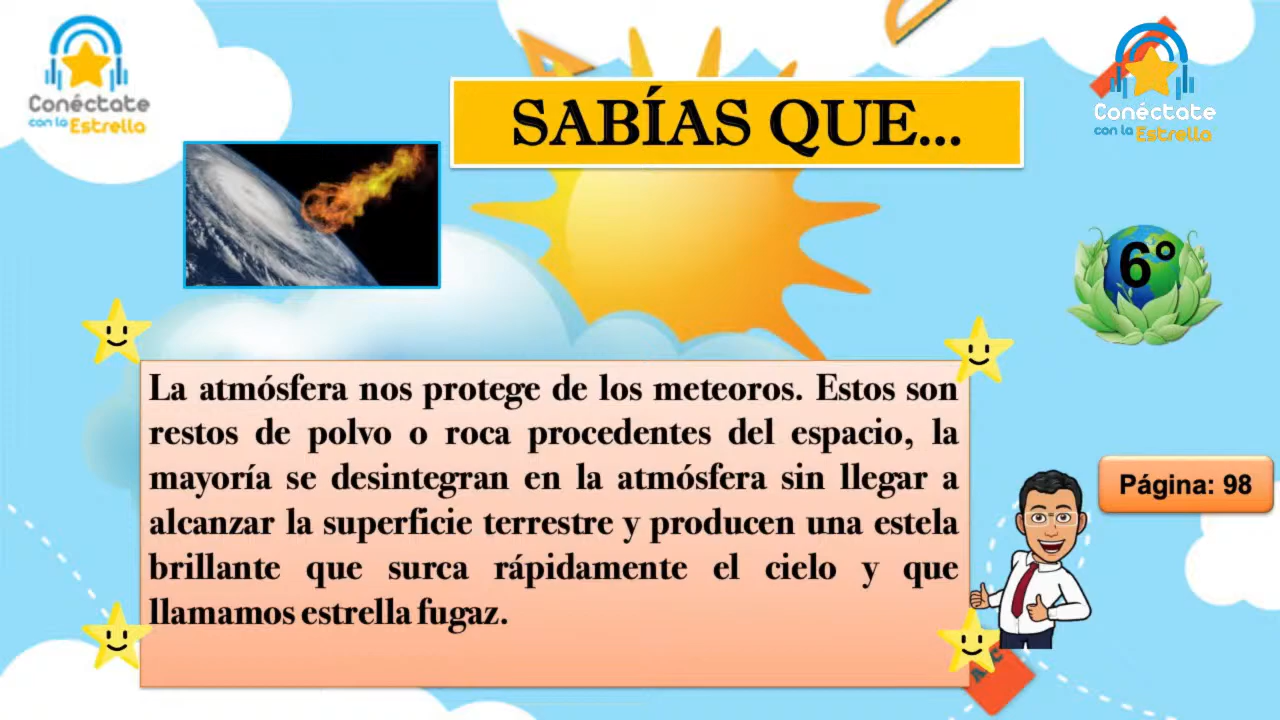 Conéctate
con la Estrella
SABÍAS QUE...
Conéctate
con la Estrella
6°
La atmósfera nos protege de los meteoros. Estos son
restos de polvo o roca procedentes del espacio, la
mayoría se desintegran en la atmósfera sin llegar a
alcanzar la superficie terrestre y producen una estela
brillante que surca rápidamente el cielo y que
llamamos estrella fugaz.
Página: 98